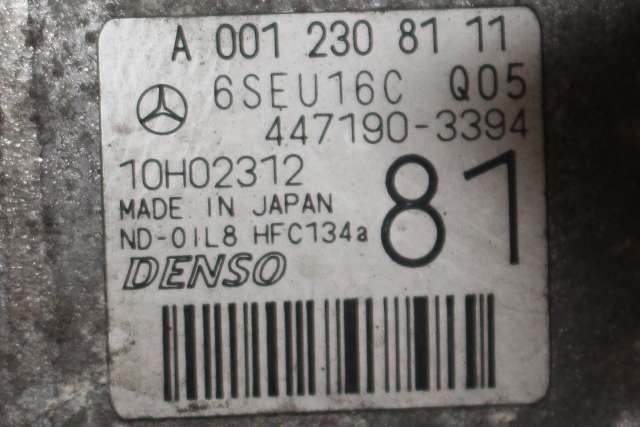 A 001 230 81 11
6SEU16C Q05
447190-3394
10H02312
81
MADE IN JAPAN
ND-OIL8 HFC134a
DENSO